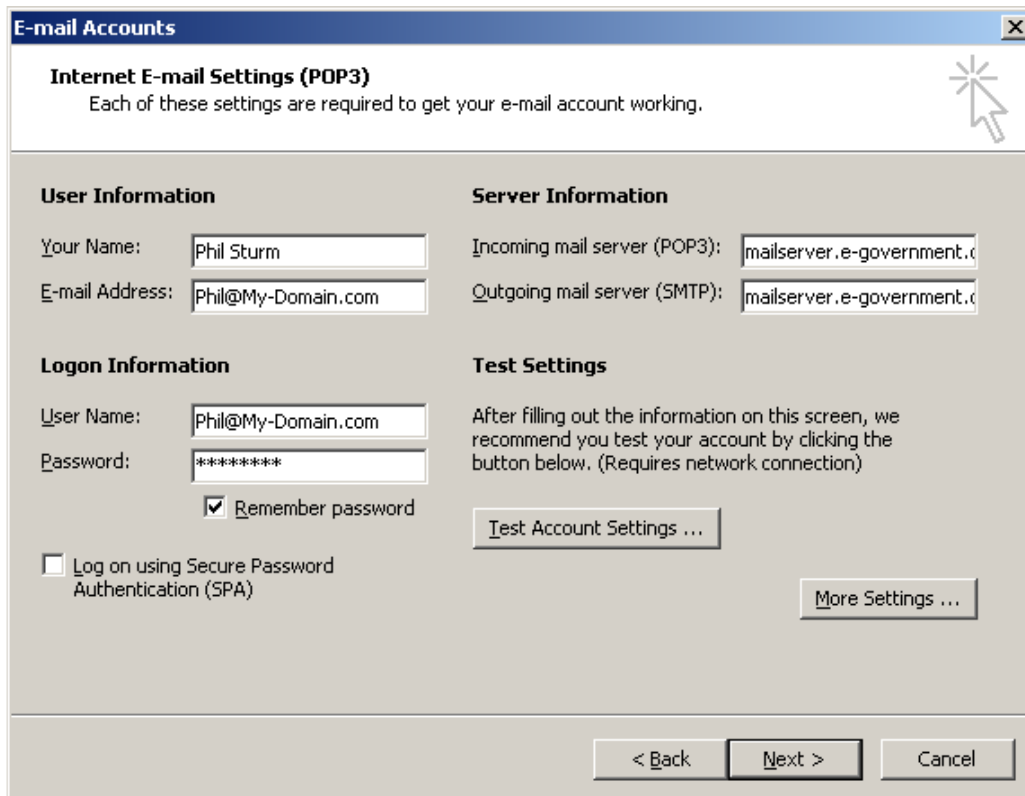 E-mail Accounts
Internet E-mail Settings (POP3)
Each of these settings are required to get your e-mail account working.
User Information
Your Name: Phil Sturm
E-mail Address: Phil@My-Domain.com
Logon Information
User Name: Phil@My-Domain.com
Password: ********
Remember password
Log on using Secure Password
Authentication (SPA)
Server Information
Incoming mail server (POP3): mailserver.e-government.c
Outgoing mail server (SMTP): mailserver.e-government.c
Test Settings
After filling out the information on this screen, we
recommend you test your account by clicking the
button below. (Requires network connection)
Test Account Settings ...
More Settings ...
< Back
Next >
Cancel